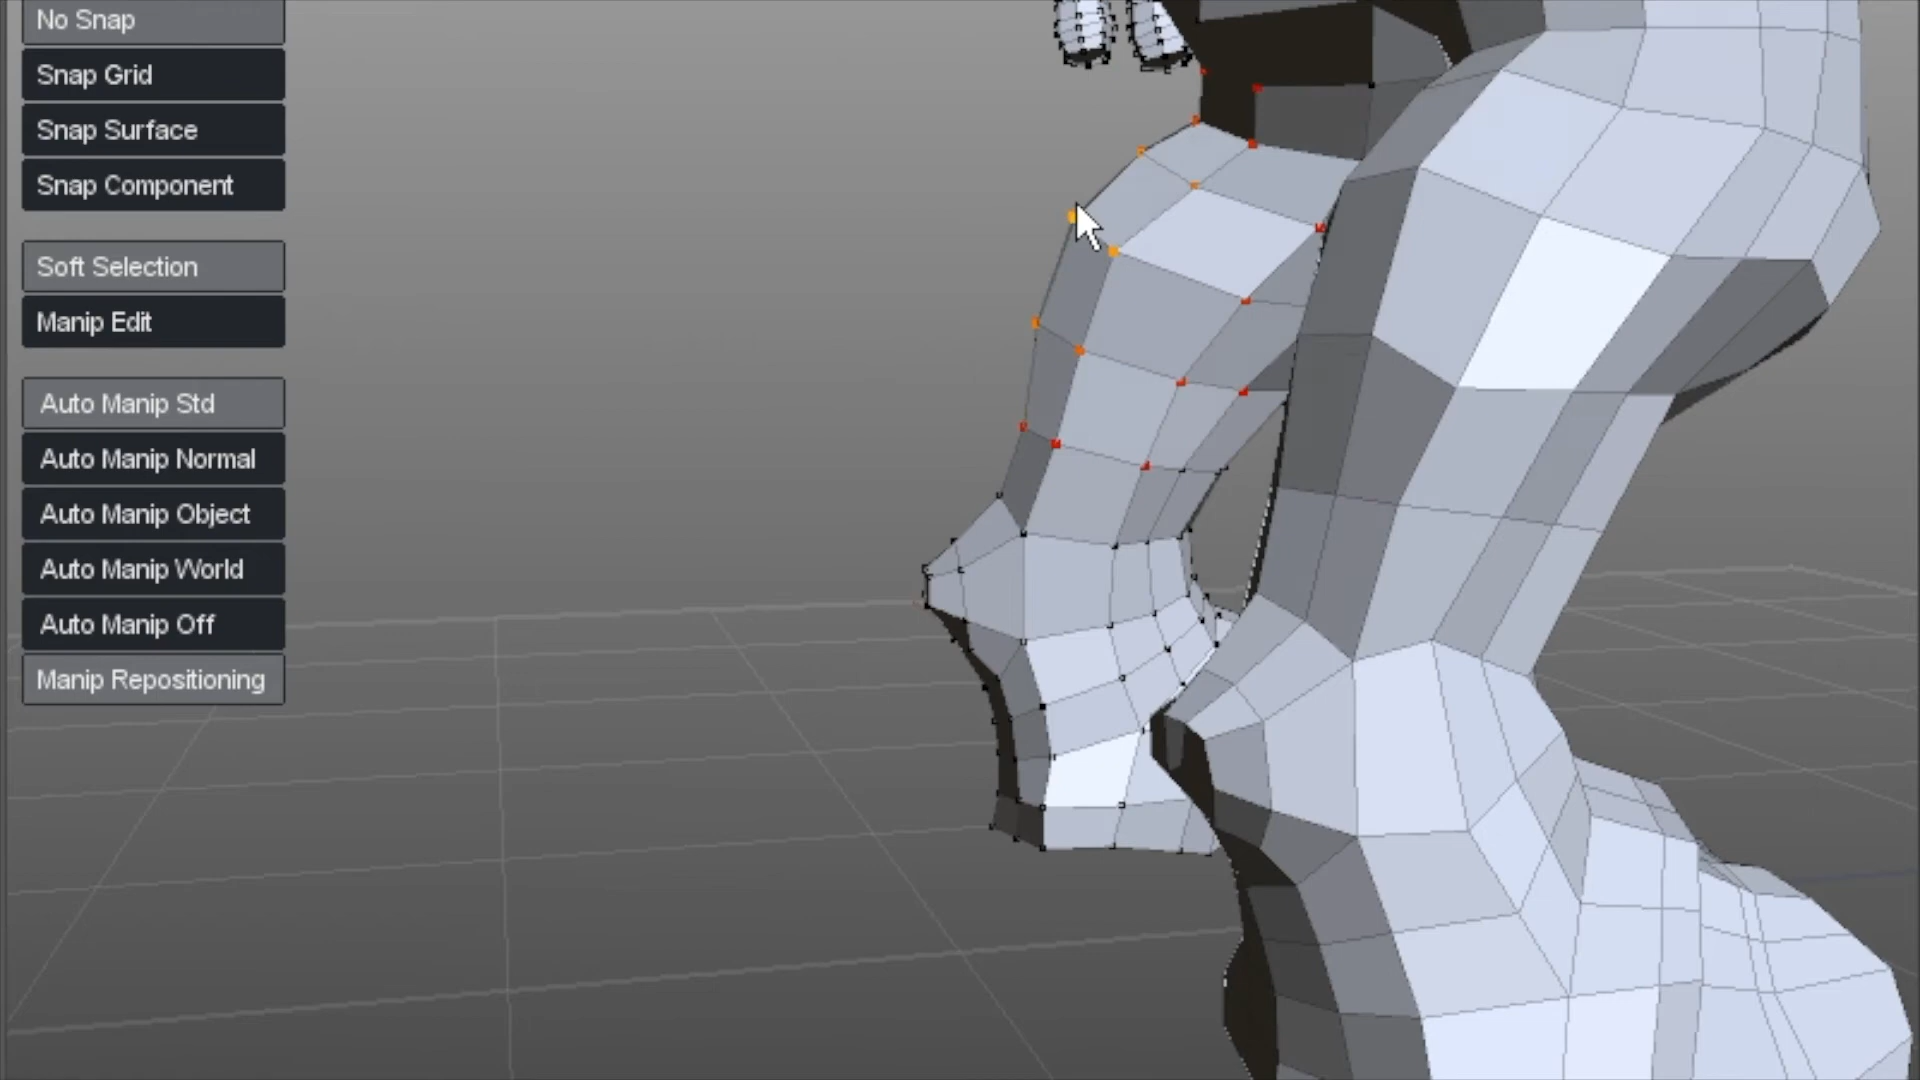 No Snap
Snap Grid
Snap Surface
Snap Component
Soft Selection
Manip Edit
Auto Manip Std
Auto Manip Normal
Auto Manip Object
Auto Manip World
Auto Manip Off
Manip Repositioning